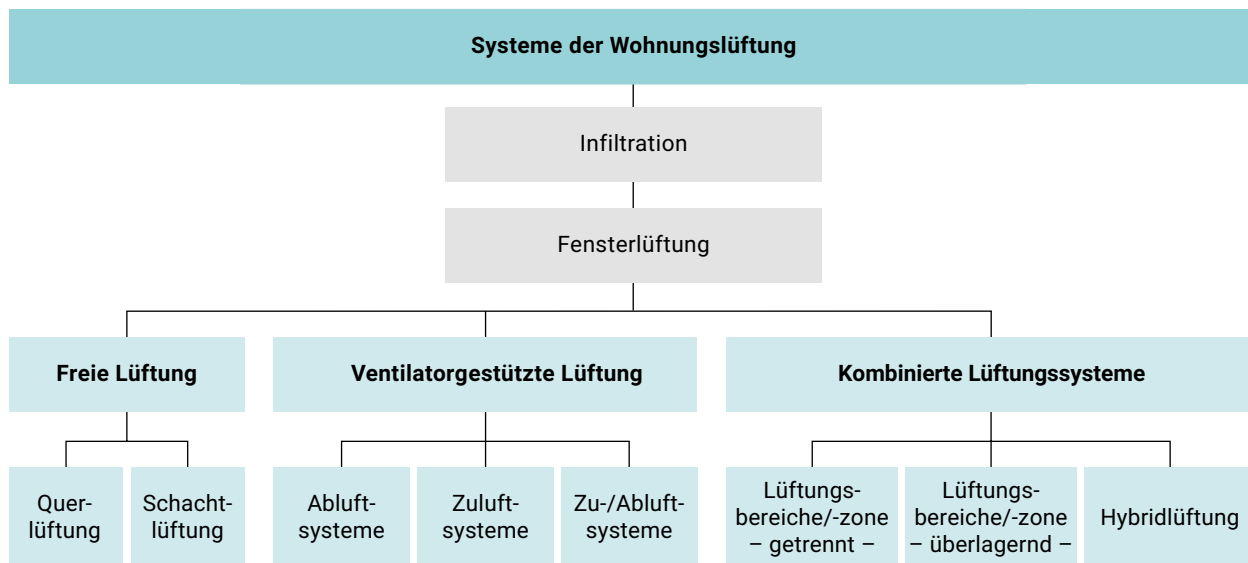 Systeme der Wohnungslüftung
Infiltration
Fensterlüftung
Freie Lüftung
Ventilatorgestützte Lüftung
Kombinierte Lüftungssysteme
Quer-
lüftung
Schacht-
lüftung
Abluft-
systeme
Zuluft-
systeme
Zu-/Abluft-
systeme
Lüftungs-
bereiche/-zone
– getrennt –
Lüftungs-
bereiche/-zone
– überlagernd –
Hybridlüftung